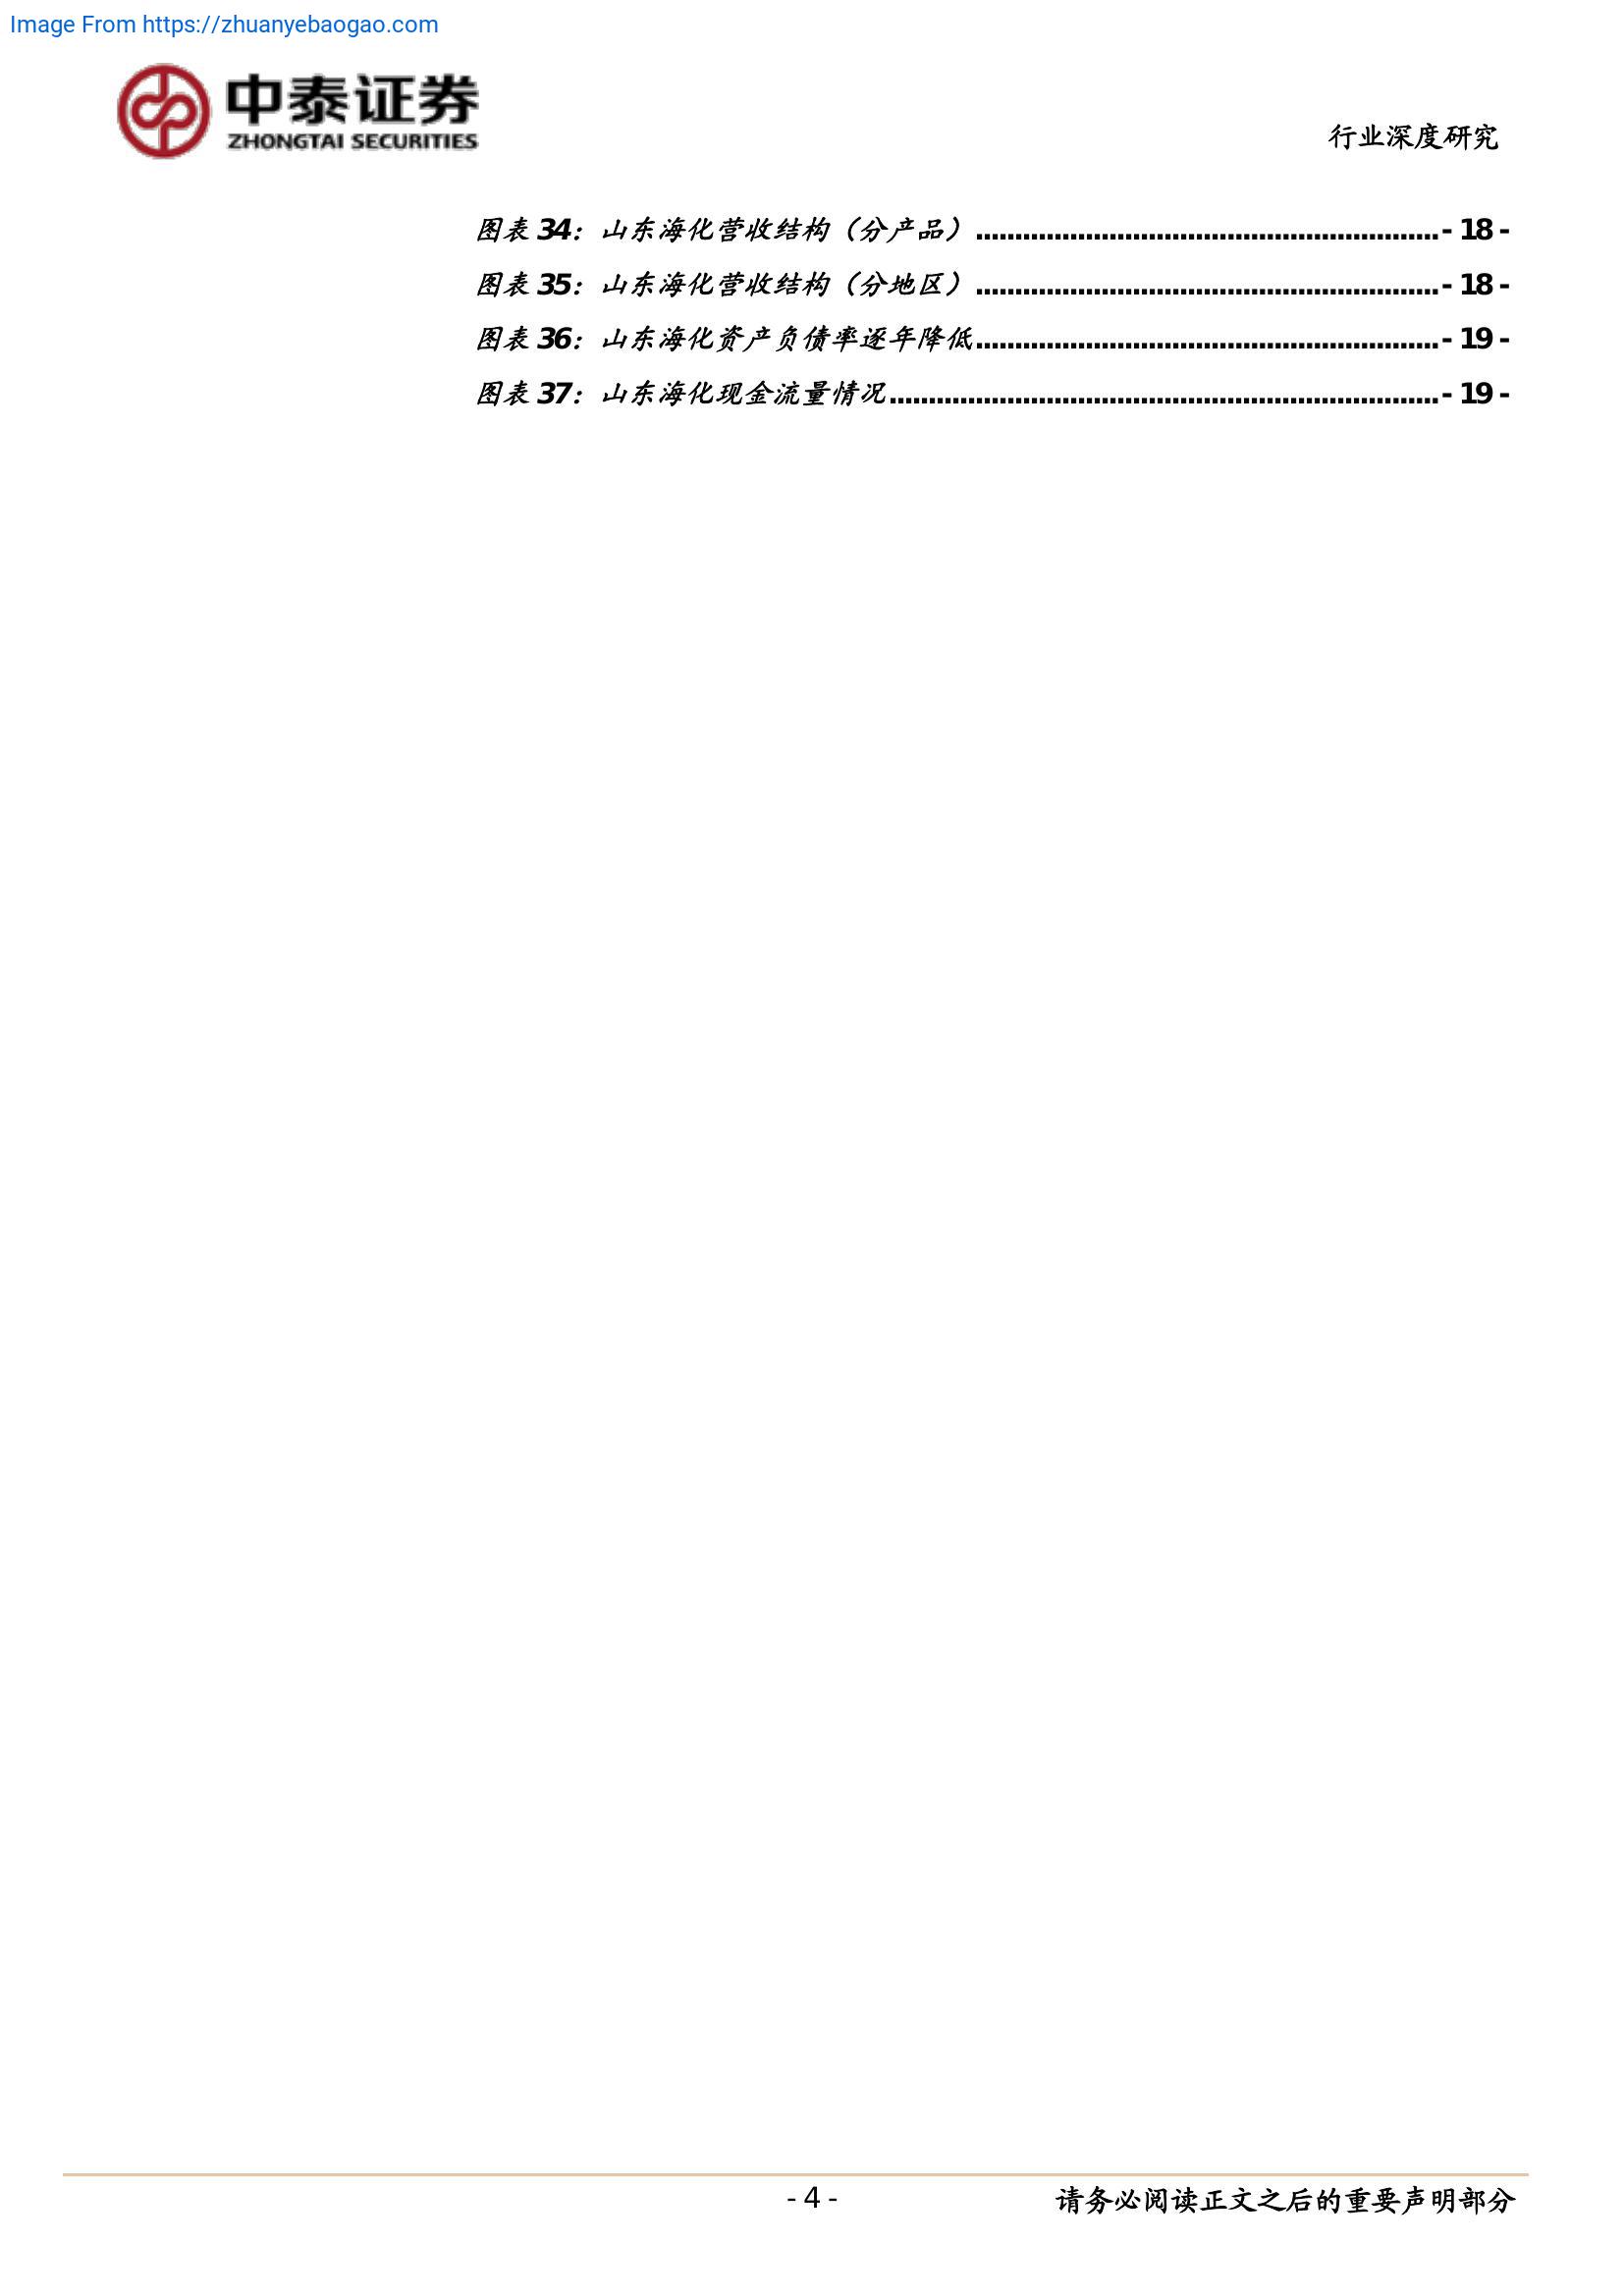 Image From https://zhuanyebaogao.com
中泰证券
ZHONGTAI SECURITIES
行业深度研究
图表 34：山东海化营收结构（分产品）............................................................- 18 -
图表 35：山东海化营收结构（分地区）............................................................- 18 -
图表 36：山东海化资产负债率逐年降低............................................................- 19 -
图表 37：山东海化现金流量情况.......................................................................- 19 -
- 4 -
请务必阅读正文之后的重要声明部分